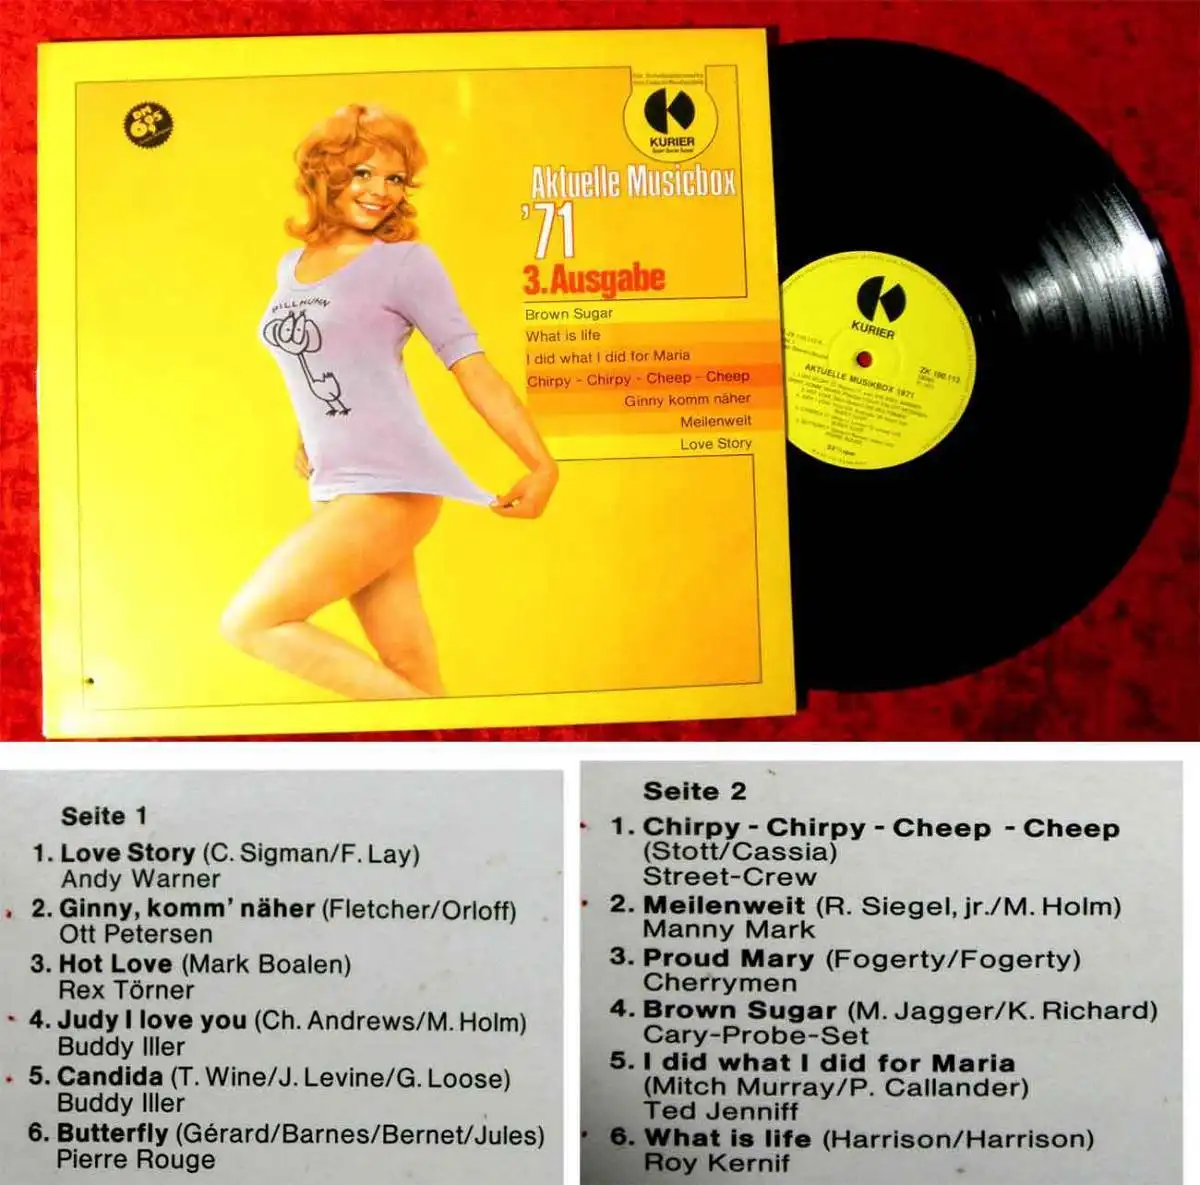 DM
6,95
KURIER
Aktuelle Musicbox
'71
3. Ausgabe
Brown Sugar
What is life
I did what I did for Maria
Chirpy - Chirpy - Cheep - Cheep
Ginny komm näher
Meilenweit
Love Story
KURIER
AKTUELLE MUSIKBOX 1971
Seite 1
1. Love Story (C. Sigman/F. Lay)
Andy Warner
2. Ginny, komm' näher (Fletcher/Orloff)
Ott Petersen
3. Hot Love (Mark Boalen)
Rex Törner
4. Judy I love you (Ch. Andrews/M. Holm)
Buddy Iller
5. Candida (T. Wine/J. Levine/G. Loose)
Buddy Iller
6. Butterfly (Gérard/Barnes/Bernet/Jules)
Pierre Rouge
Seite 2
1. Chirpy - Chirpy - Cheep - Cheep
(Stott/Cassia)
Street-Crew
2. Meilenweit (R. Siegel, jr./M. Holm)
Manny Mark
3. Proud Mary (Fogerty/Fogerty)
Cherrymen
4. Brown Sugar (M. Jagger/K. Richard)
Cary-Probe-Set
5. I did what I did for Maria
(Mitch Murray/P. Callander)
Ted Jenniff
6. What is life (Harrison/Harrison)
Roy Kernif